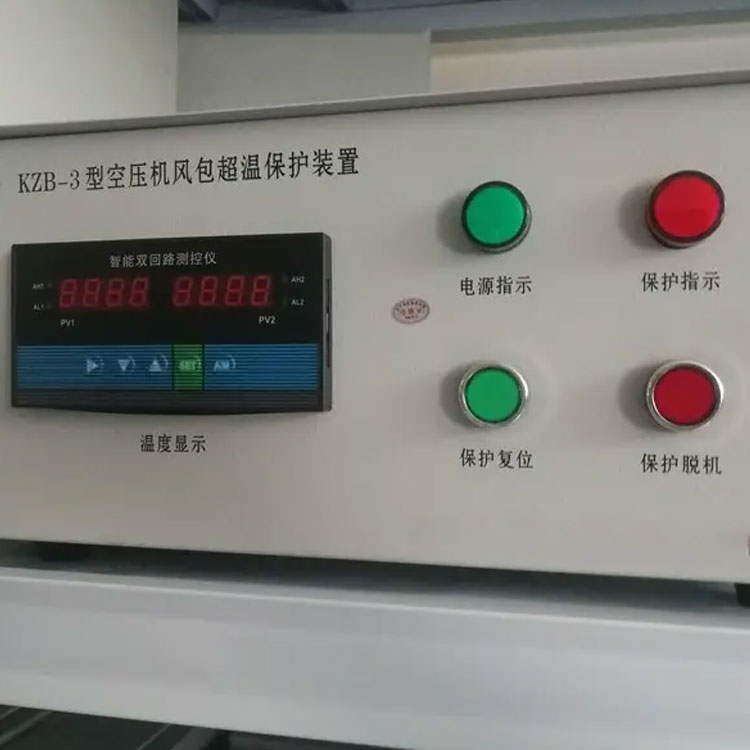 KZB-3型空压机风包超温保护装置
智能双回路测控仪
AH1
AL1
AH2
AL2
PV1
PV2
SET
A/M
温度显示
电源指示
保护指示
保护复位
保护脱机